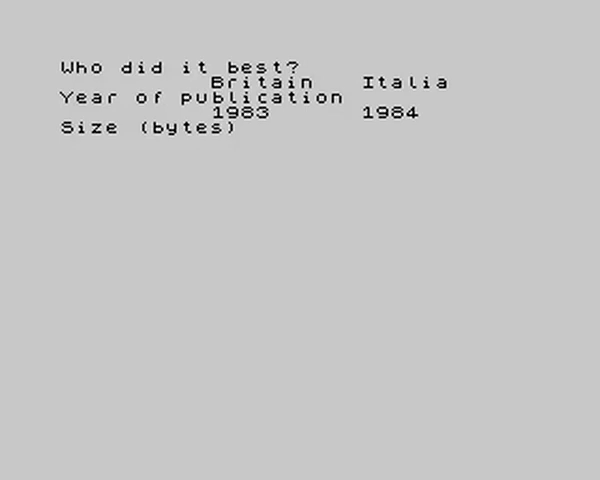 Who did it best?
Britain Italia
Year of publication
1983 1984
Size (bytes)